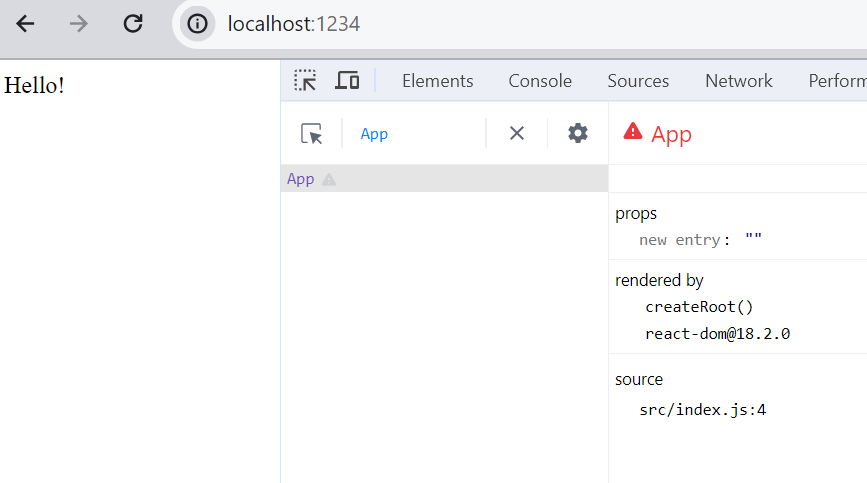 localhost:1234
Hello!
Elements Console Sources Network Perform
App
App
App
props
new entry: ""
rendered by
createRoot()
react-dom@18.2.0
source
src/index.js:4